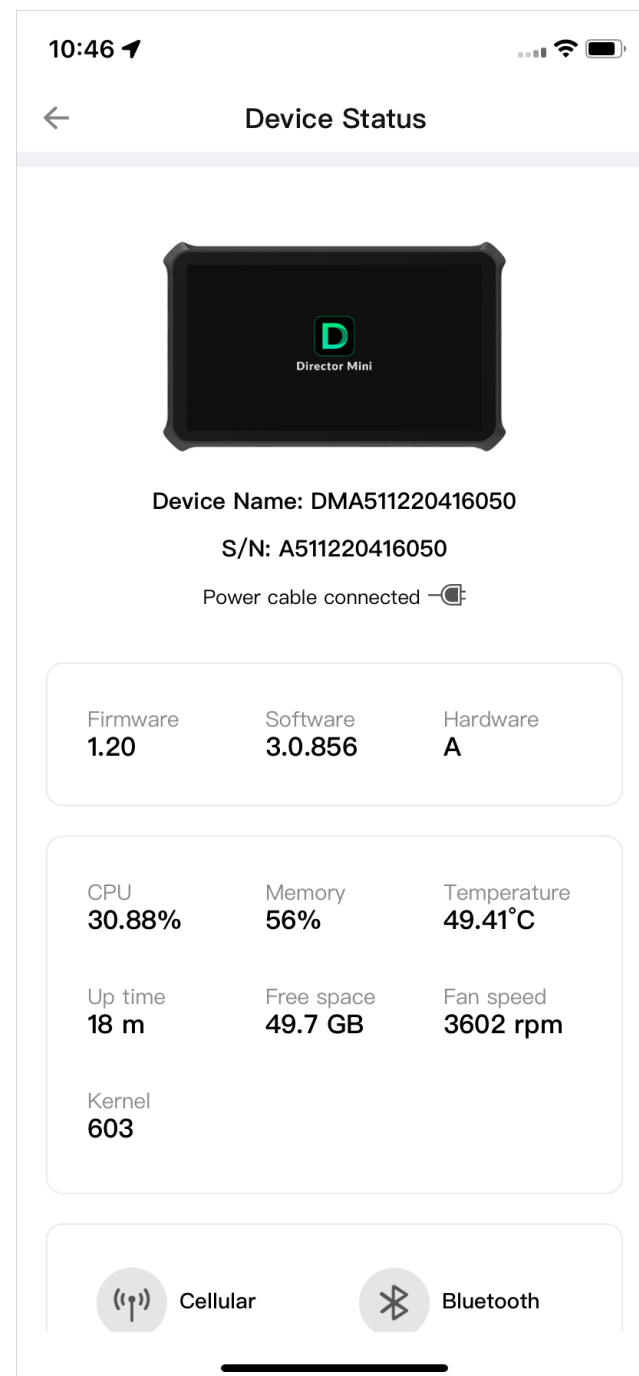 10:46
Device Status
D
Director Mini
Device Name: DMA511220416050
S/N: A511220416050
Power cable connected
Firmware Software Hardware
1.20 3.0.856 A
CPU Memory Temperature
30.88% 56% 49.41°C
Up time Free space Fan speed
18 m 49.7 GB 3602 rpm
Kernel
603
Cellular Bluetooth